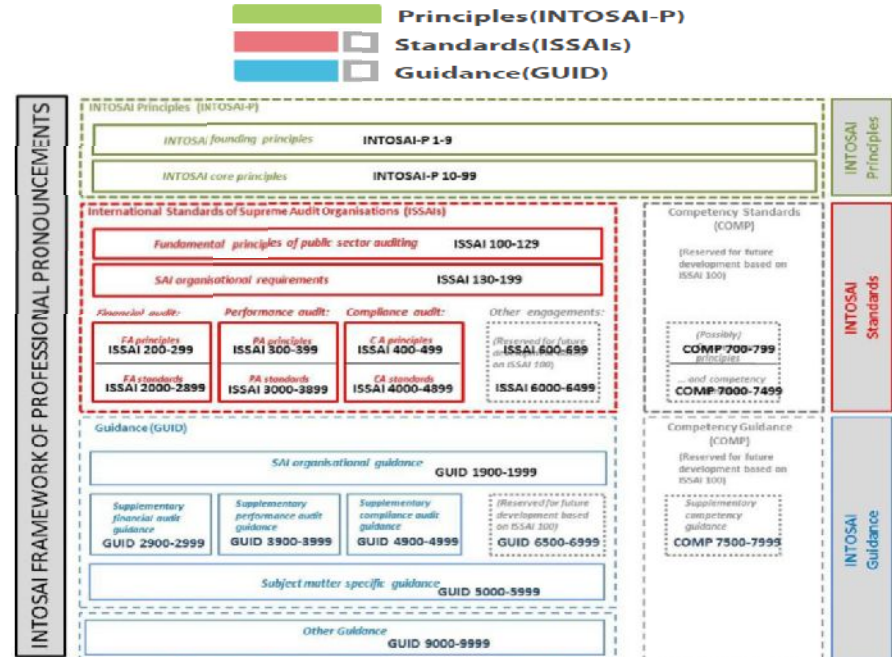 Principles(INTOSAI-P)
Standards(ISSAIs)
Guidance(GUID)
INTOSAI FRAMEWORK OF PROFESSIONAL PRONOUNCEMENTS
INTOSAI Principles (INTOSAI-P)
INTOSAI founding principles INTOSAI-P 1-9
INTOSAI core principles INTOSAI-P 10-99
INTOSAI
Principles
International Standards of Supreme Audit Organisations (ISSAIs)
Fundamental principles of public sector auditing ISSAI 100-129
SAI organisational requirements ISSAI 130-199
Financial audit:
FA principles
ISSAI 200-299
FA standards
ISSAI 2000-2899
Performance audit:
PA principles
ISSAI 300-399
PA standards
ISSAI 3000-3899
Compliance audit:
CA principles
ISSAI 400-499
CA standards
ISSAI 4000-4899
Other engagements:
(Reserved for future
ISSAI 600-699
development based
on ISSAI 100)
ISSAI 6000-6499
Competency Standards
(COMP)
(Reserved for future
development based on
ISSAI 100)
(Possibly)
COMP 700-799
principles
... and competency
COMP 7000-7499
INTOSAI
Standards
Guidance (GUID)
SAI organisational guidance
GUID 1900-1999
Supplementary
financial audit
guidance
GUID 2900-2999
Supplementary
performance audit
guidance
GUID 3900-3999
Supplementary
compliance audit
guidance
GUID 4900-4999
(Reserved for future
development based
on ISSAI 100)
GUID 6500-6999
Subject matter specific guidance GUID 5000-5999
Other Guidance
GUID 9000-9999
Competency Guidance
(COMP)
(Reserved for future
development based on
ISSAI 100)
Supplementary
competency
guidance
COMP 7500-7999
INTOSAI
Guidance